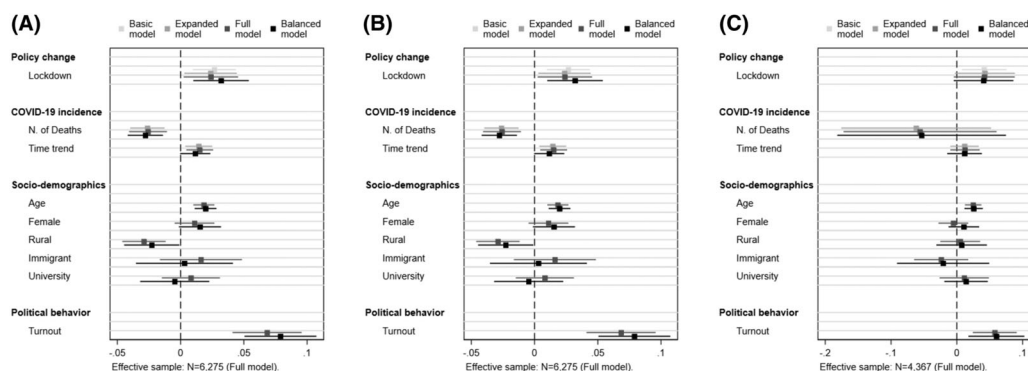 (A)
Basic model Expanded model Full model Balanced model
Policy change
Lockdown
COVID-19 incidence
N. of Deaths
Time trend
Socio-demographics
Age
Female
Rural
Immigrant
University
Political behavior
Turnout
-.05 0 .05 .1
Effective sample: N=6,275 (Full model).
(B)
Basic model Expanded model Full model Balanced model
Policy change
Lockdown
COVID-19 incidence
N. of Deaths
Time trend
Socio-demographics
Age
Female
Rural
Immigrant
University
Political behavior
Turnout
-.05 0 .05 .1
Effective sample: N=6,275 (Full model).
(C)
Basic model Expanded model Full model Balanced model
Policy change
Lockdown
COVID-19 incidence
N. of Deaths
Time trend
Socio-demographics
Age
Female
Rural
Immigrant
University
Political behavior
Turnout
-.2 -.1 0 .1
Effective sample: N=4,367 (Full model).